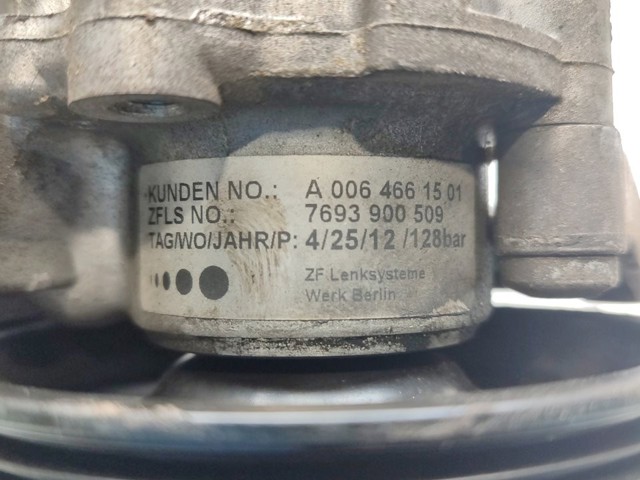 KUNDEN NO.: A 006 466 15 01
ZFLS NO.: 7693 900 509
TAG/WO/JAHR/P: 4/25/12 /128bar
ZF Lenksysteme
Werk Berlin